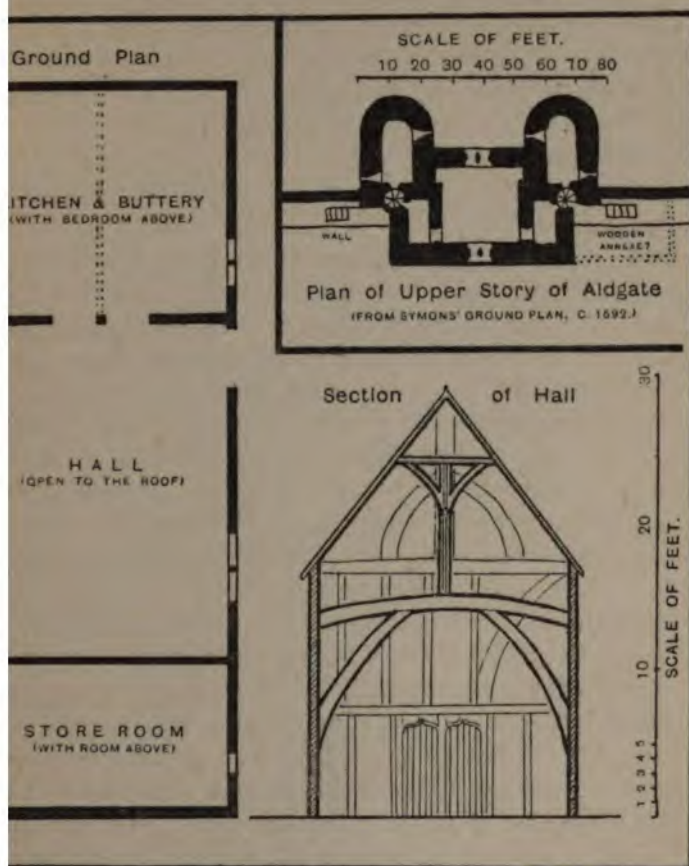 Ground Plan
ITCHEN & BUTTERY
(WITH BEDROOM ABOVE)
HALL
(OPEN TO THE ROOF)
STORE ROOM
(WITH ROOM ABOVE)
SCALE OF FEET.
10 20 30 40 50 60 70 80
WALL
WOODEN
ANNEXE?
Plan of Upper Story of Aldgate
(FROM SYMONS' GROUND PLAN, C. 1592.)
Section of Hall
30
20
10
5
4
3
2
1
SCALE OF FEET.